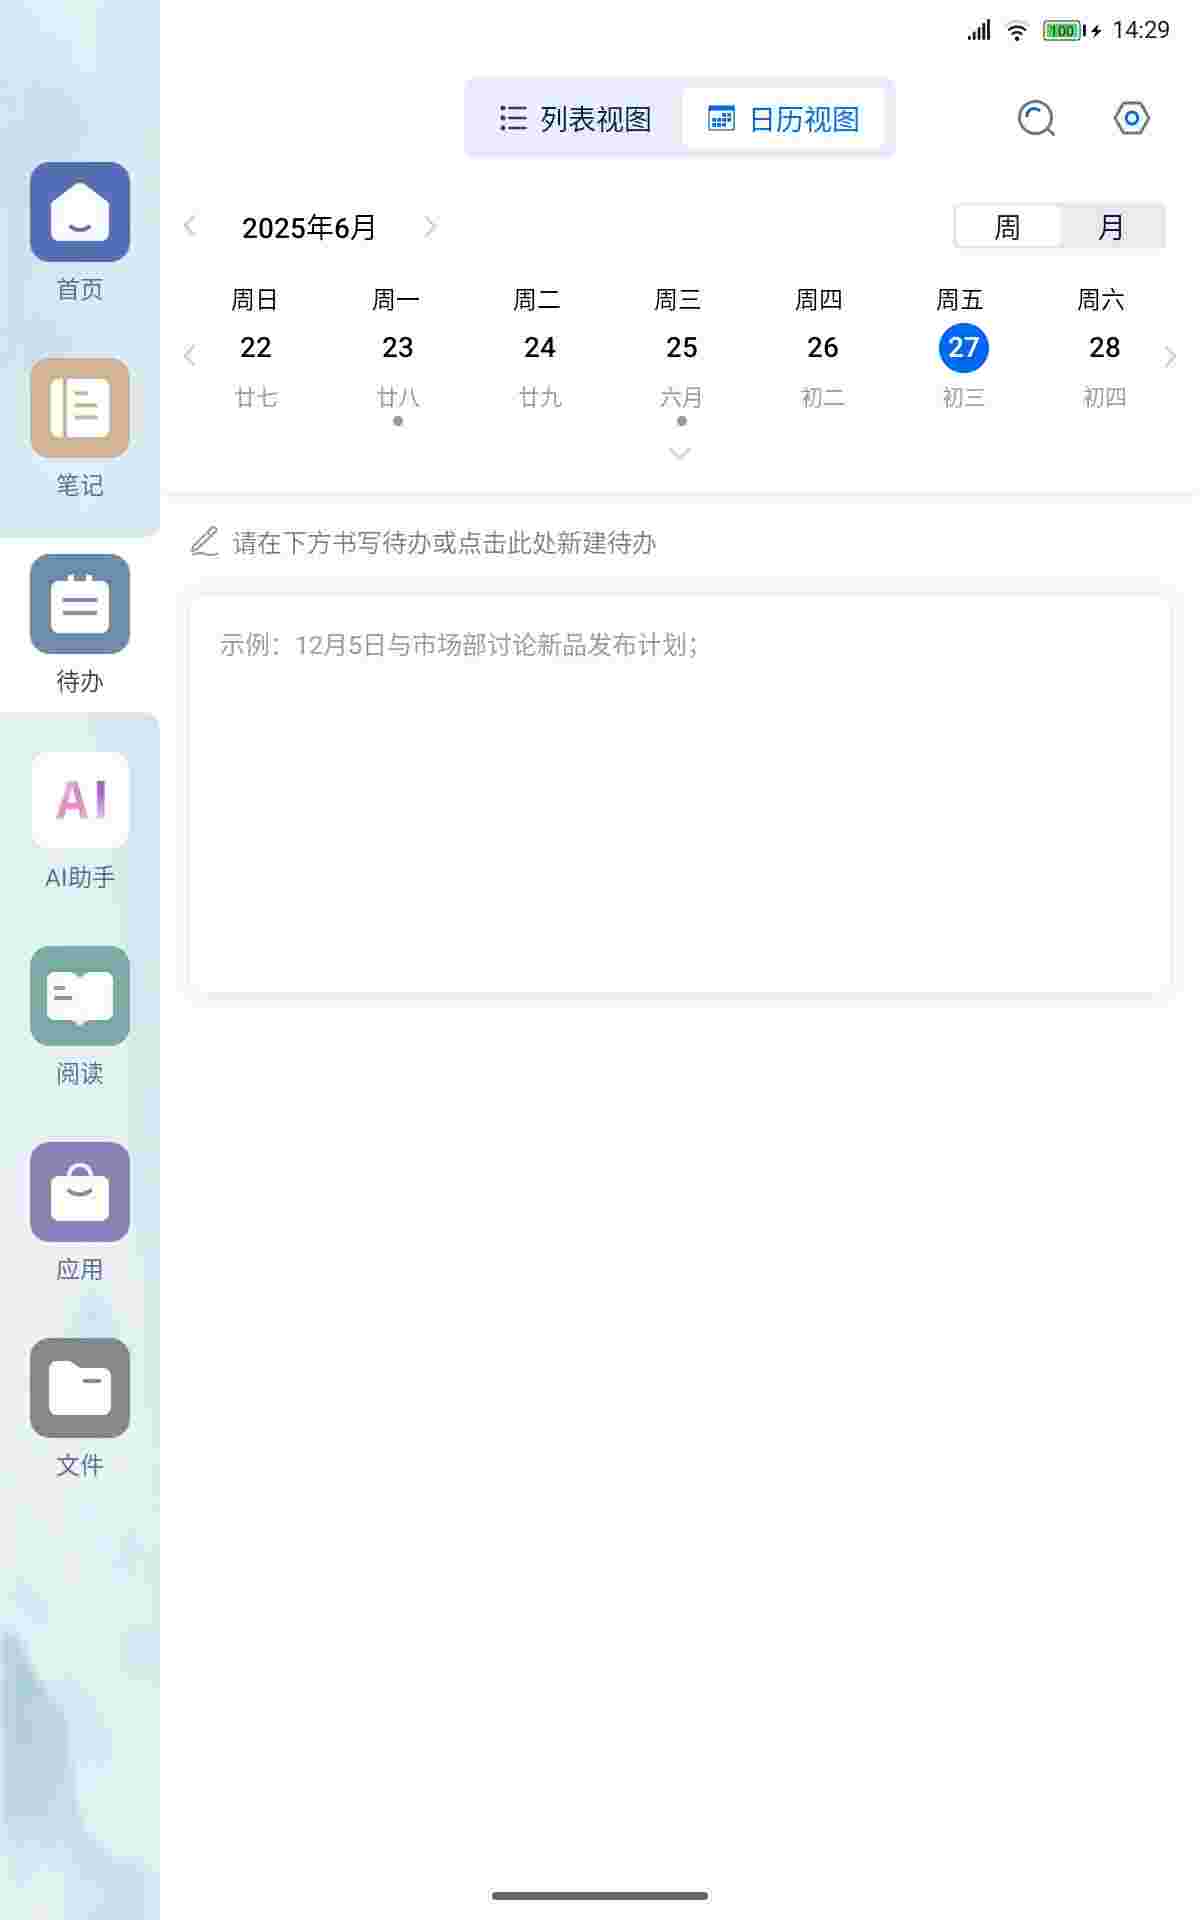 100 14:29
列表视图 日历视图
2025年6月 周 月
周日 周一 周二 周三 周四 周五 周六
22 23 24 25 26 27 28
廿七 廿八 廿九 六月 初二 初三 初四
请在下方书写待办或点击此处新建待办
示例：12月5日与市场部讨论新品发布计划；
首页
笔记
待办
AI
AI助手
阅读
应用
文件